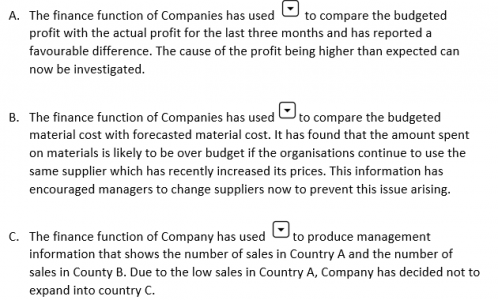 A. The finance function of Companies has used to compare the budgeted
profit with the actual profit for the last three months and has reported a
favourable difference. The cause of the profit being higher than expected can
now be investigated.
B. The finance function of Companies has used to compare the budgeted
material cost with forecasted material cost. It has found that the amount spent
on materials is likely to be over budget if the organisations continue to use the
same supplier which has recently increased its prices. This information has
encouraged managers to change suppliers now to prevent this issue arising.
C. The finance function of Company has used to produce management
information that shows the number of sales in Country A and the number of
sales in County B. Due to the low sales in Country A, Company has decided not to
expand into country C.